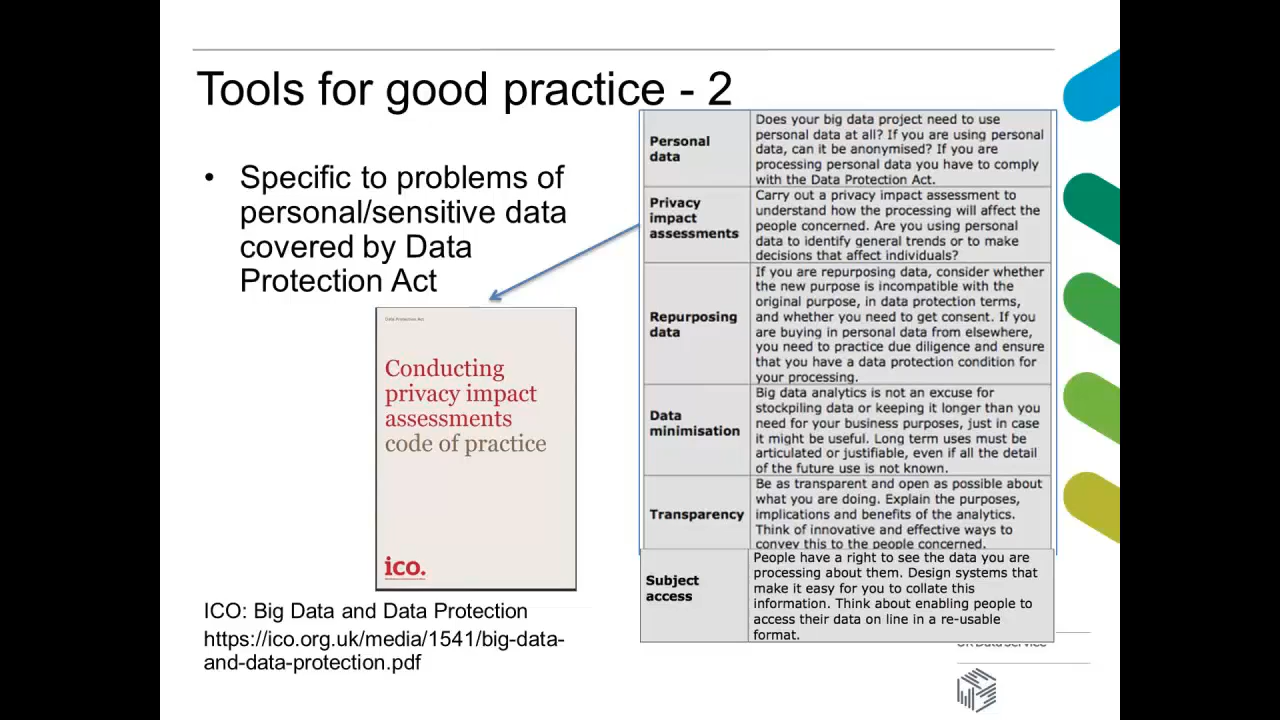 Tools for good practice - 2
• Specific to problems of
personal/sensitive data
covered by Data
Protection Act
Data Protection Act
Conducting
privacy impact
assessments
code of practice
ico.
ICO: Big Data and Data Protection
https://ico.org.uk/media/1541/big-data-
and-data-protection.pdf
Personal
data
Does your big data project need to use
personal data at all? If you are using personal
data, can it be anonymised? If you are
processing personal data you have to comply
with the Data Protection Act.
Privacy
impact
assessments
Carry out a privacy impact assessment to
understand how the processing will affect the
people concerned. Are you using personal
data to identify general trends or to make
decisions that affect individuals?
Repurposing
data
If you are repurposing data, consider whether
the new purpose is incompatible with the
original purpose, in data protection terms,
and whether you need to get consent. If you
are buying in personal data from elsewhere,
you need to practice due diligence and ensure
that you have a data protection condition for
your processing.
Data
minimisation
Big data analytics is not an excuse for
stockpiling data or keeping it longer than you
need for your business purposes, just in case
it might be useful. Long term uses must be
articulated or justifiable, even if all the detail
of the future use is not known.
Transparency
Be as transparent and open as possible about
what you are doing. Explain the purposes,
implications and benefits of the analytics.
Think of innovative and effective ways to
convey this to the people concerned.
Subject
access
People have a right to see the data you are
processing about them. Design systems that
make it easy for you to collate this
information. Think about enabling people to
access their data on line in a re-usable
format.
UK Data Service